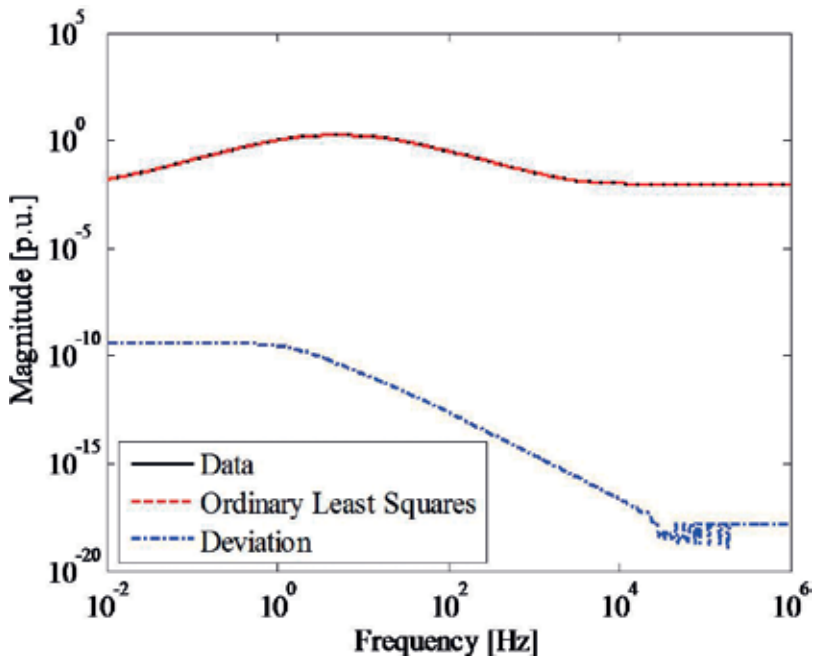 10^5
10^0
10^-5
10^-10
10^-15
10^-20
Magnitude [p.u.]
Data
Ordinary Least Squares
Deviation
10^-2 10^0 10^2 10^4 10^6
Frequency [Hz]